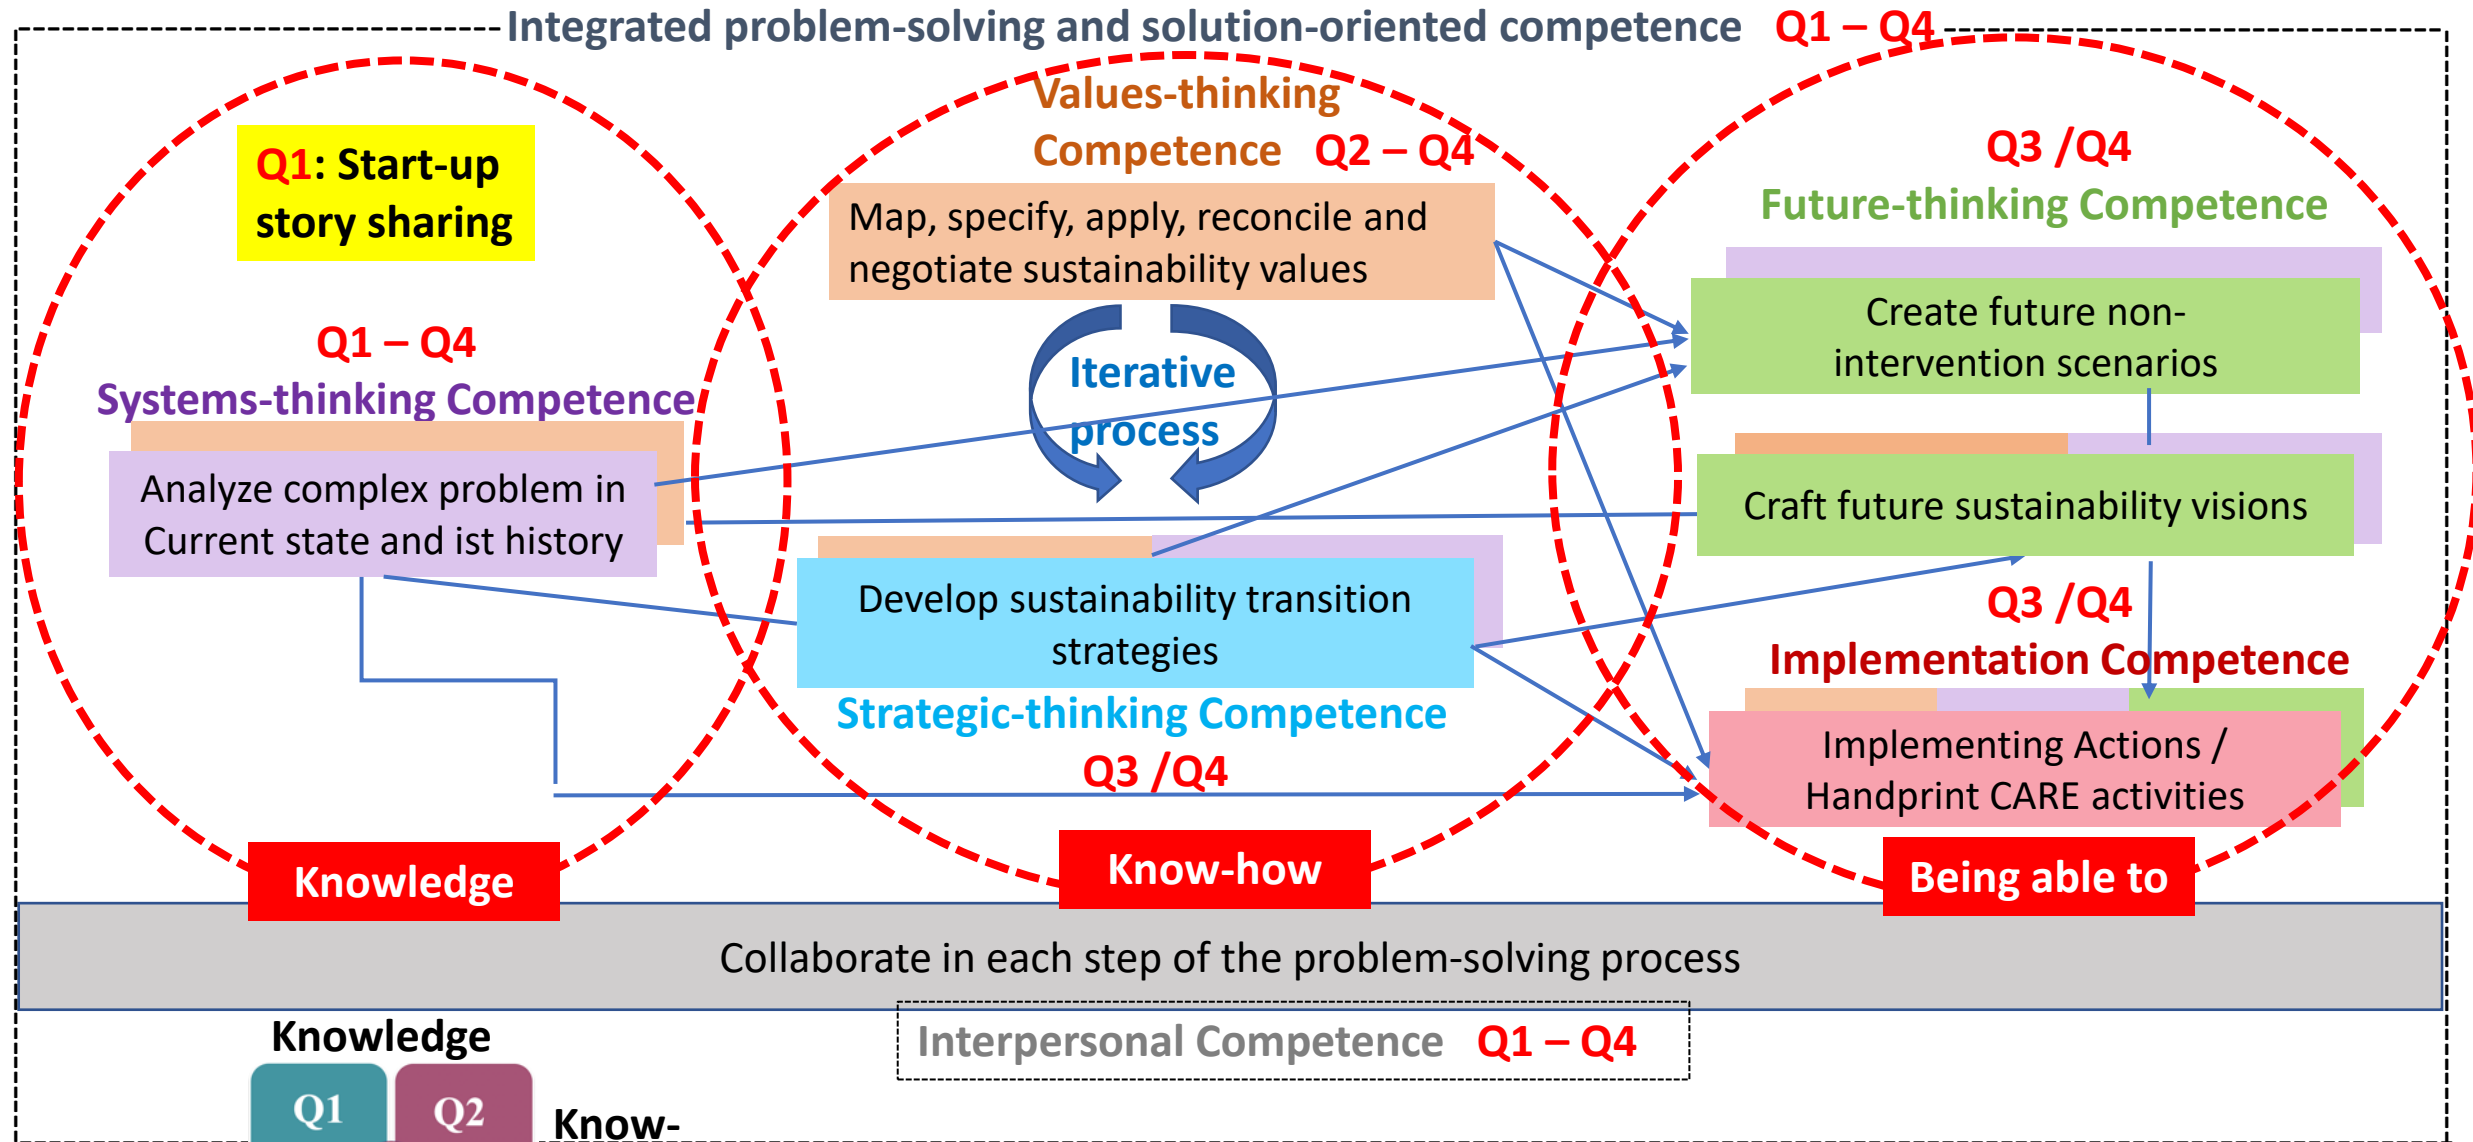 Integrated problem-solving and solution-oriented competence Q1 – Q4
Q1: Start-up
story sharing
Q1 – Q4
Systems-thinking Competence
Analyze complex problem in
Current state and ist history
Values-thinking
Competence Q2 – Q4
Map, specify, apply, reconcile and
negotiate sustainability values
Iterative
process
Develop sustainability transition
strategies
Strategic-thinking Competence
Q3 /Q4
Q3 /Q4
Future-thinking Competence
Create future non-
intervention scenarios
Craft future sustainability visions
Q3 /Q4
Implementation Competence
Implementing Actions /
Handprint CARE activities
Knowledge
Know-how
Being able to
Collaborate in each step of the problem-solving process
Interpersonal Competence Q1 – Q4
Knowledge
Q1 Q2
Know-